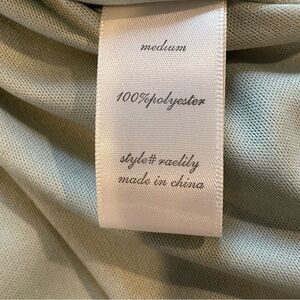 medium
100%polyester
style# raelily
made in china